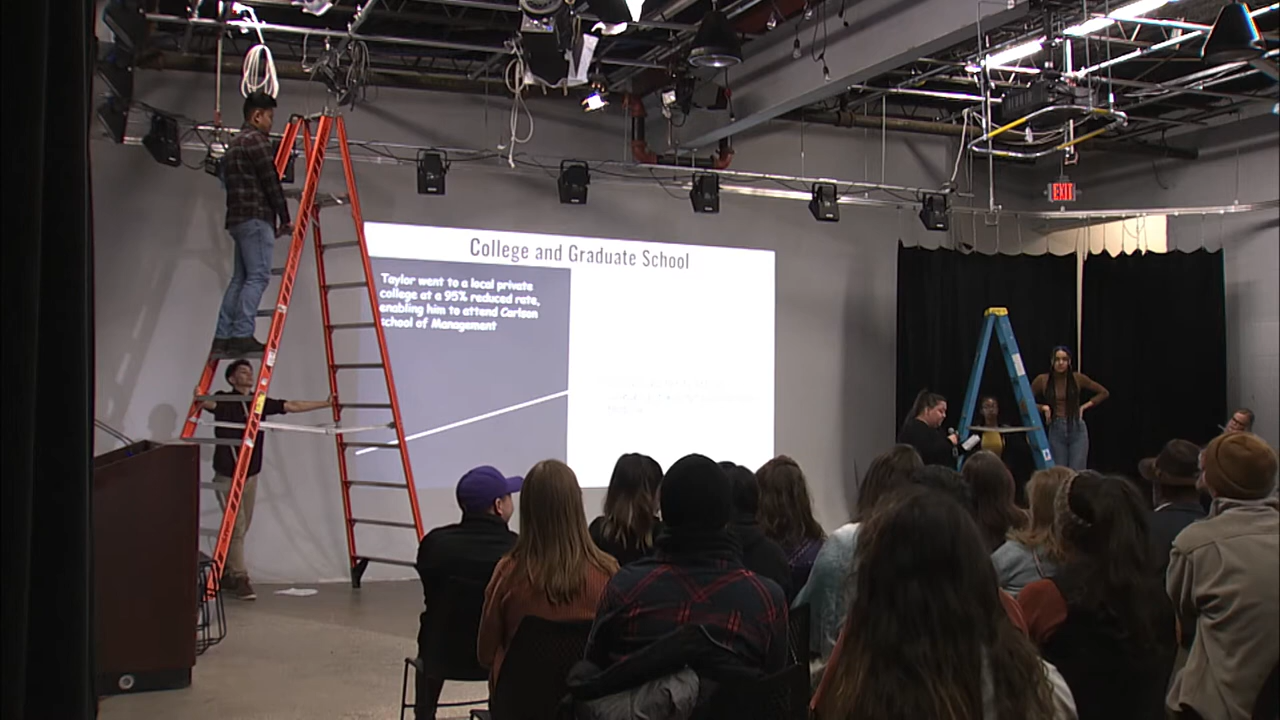 College and Graduate School
Taylor went to a local private
college at a 95% reduced rate,
enabling him to attend Carlson
school of Management
EXIT